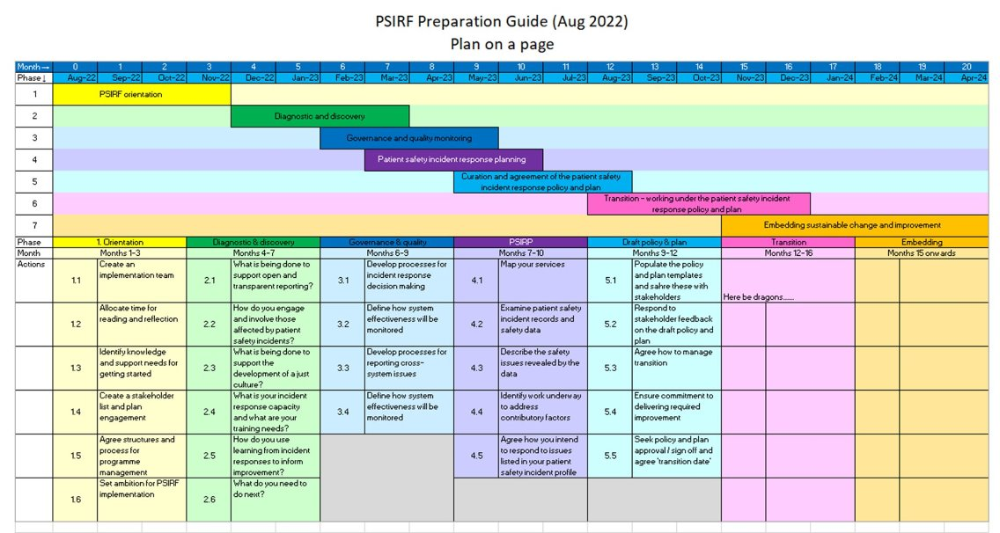 PSIRF Preparation Guide (Aug 2022)
Plan on a page
Month→ 0 1 2 3 4 5 6 7 8 9 10 11 12 13 14 15 16 17 18 19 20
Phase↓ Aug-22 Sep-22 Oct-22 Nov-22 Dec-22 Jan-23 Feb-23 Mar-23 Apr-23 May-23 Jun-23 Jul-23 Feb-23 Sep-23 Oct-23 Nov-23 Dec-23 Jan-24 Feb-24 Mar-24 Apr-24
1 PSIRF orientation
2 Diagnostic and discovery
3 Governance and quality monitoring
4 Patient safety incident response planning
5 Curation and agreement of the patient safety
incident response policy and plan
6 Transition - working under the patient safety incident
response policy and plan
7 Embedding sustainable change and improvement
Phase 1. Orientation Diagnostic & discovery Governance & quality PSIRP Draft policy & plan Transition Embedding
Month Months 1-3 Months 4-7 Months 6-9 Months 7-10 Months 9-12 Months 12-16 Months 15 onwards
Actions
1.1
Create an
implementation team
2.1
What is being done to
support open and
transparent reporting?
3.1
Develop processes for
incident response
decision making
4.1
Map your services
5.1
Populate the policy
and plan templates
and sahre these with
stakeholders
Here be dragons......
1.2
Allocate time for
reading and reflection
2.2
How do you engage
and involve those
affected by patient
safety incidents?
3.2
Define how system
effectiveness will be
monitored
4.2
Examine patient safety
incident records and
safety data
5.2
Respond to
stakeholder feedback
on the draft policy and
plan
1.3
Identify knowledge
and support needs for
getting started
2.3
What is being done to
support the
development of a just
culture?
3.3
Develop processes for
reporting cross-
system issues
4.3
Describe the safety
issues revealed by the
data
5.3
Agree how to manage
transition
1.4
Create a stakeholder
list and plan
engagement
2.4
What is your incident
response capacity
and what are your
training needs?
3.4
Define how system
effectiveness will be
monitored
4.4
Identify work underway
to address
contributory factors
5.4
Ensure commitment to
delivering required
improvement
1.5
Agree structures and
process for
programme
management
2.5
How do you use
learning from incident
responses to inform
improvement?
4.5
Agree how you intend
to respond to issues
listed in your patient
safety incident profile
5.5
Seek policy and plan
approval / sign off and
agree 'transition date'
1.6
Set ambition for PSIRF
implementation
2.6
What do you need to
do next?